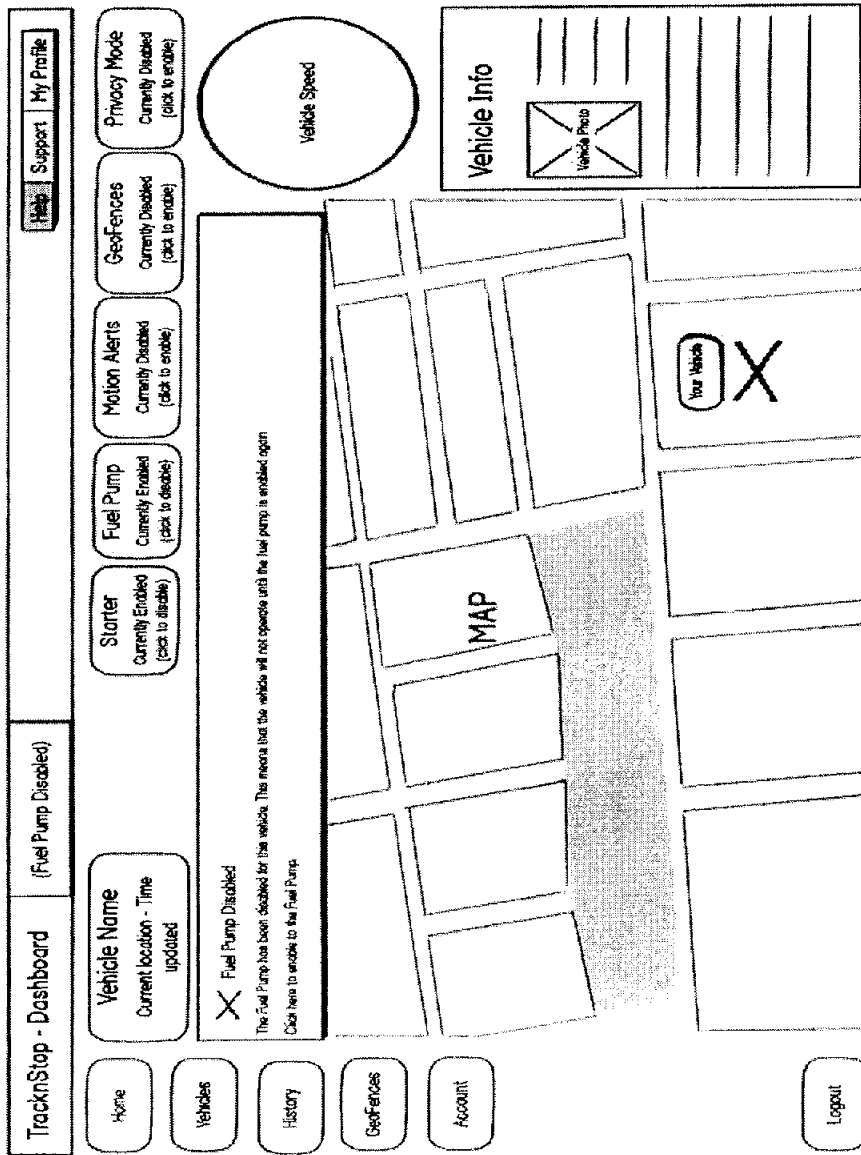 TracknStop - Dashboard
(Fuel Pump Disabled)
Help
Support
My Profile
Home
Vehicles
History
GeoFences
Account
Logout
Vehicle Name
Current location - Time
updated
Starter
Currently Enabled
(click to disable)
Fuel Pump
Currently Enabled
(click to disable)
Motion Alerts
Currently Disabled
(click to enable)
GeoFences
Currently Disabled
(click to enable)
Privacy Mode
Currently Disabled
(click to enable)
Fuel Pump Disabled
The Fuel Pump has been disabled for this vehicle. This means that the vehicle will not operate until the fuel pump is enabled again
Click here to enable to the Fuel Pump
Vehicle Speed
MAP
Your Vehicle
Vehicle Info
Vehicle Photo